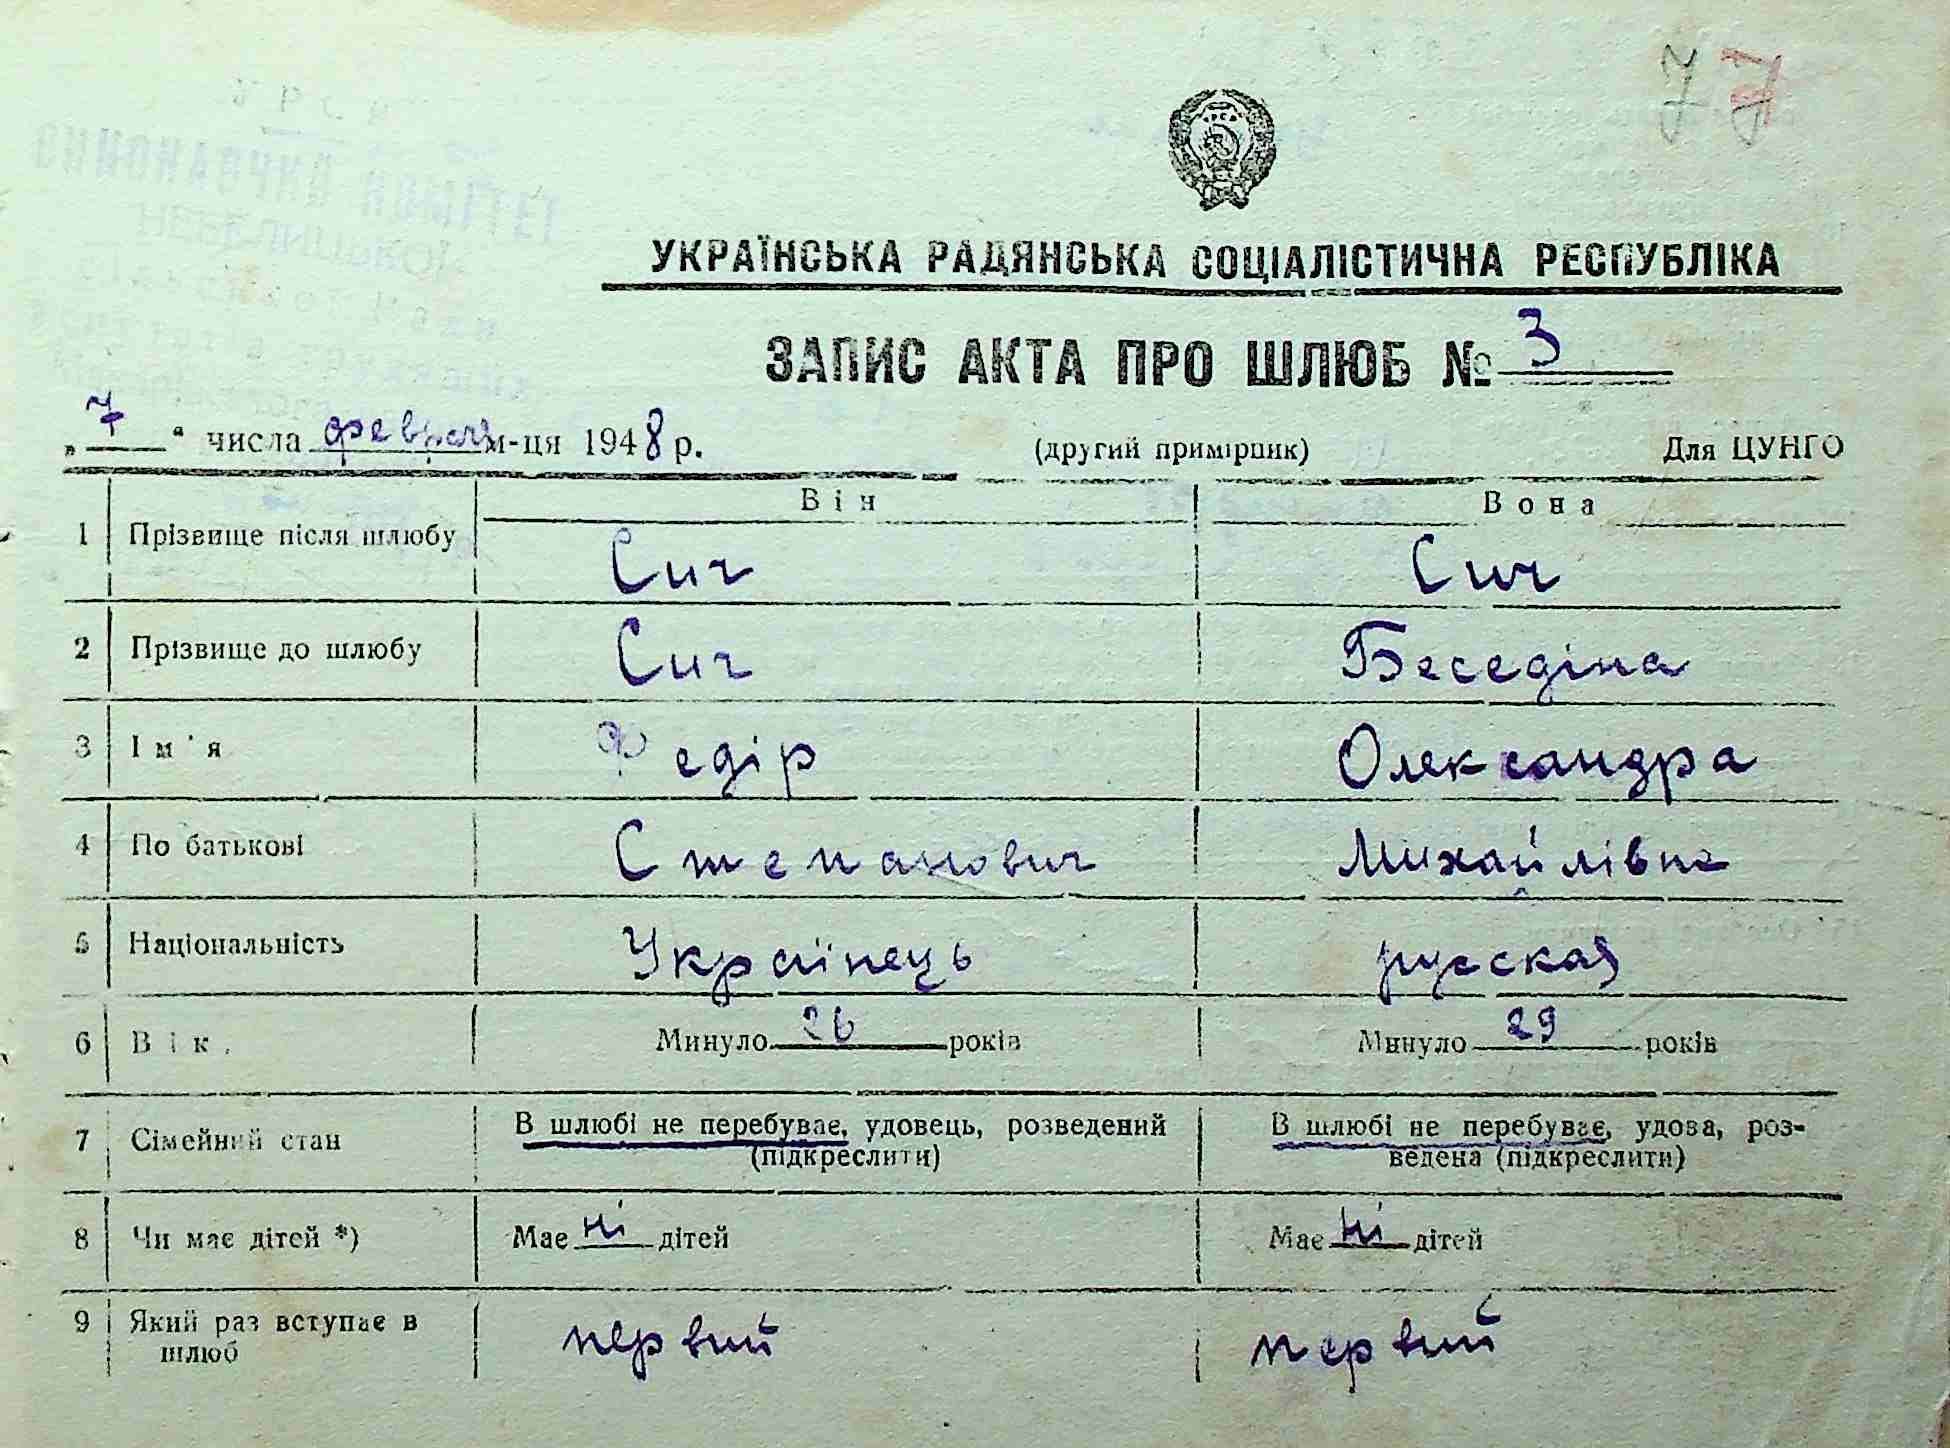 77
УКРАЇНСЬКА РАДЯНСЬКА СОЦІАЛІСТИЧНА РЕСПУБЛІКА
ЗАПИС АКТА ПРО ШЛЮБ № 3
„ 7 “ числа февраля м-ця 1948 р. (другий примірник) Для ЦУНГО
Він Вона
1 Прізвище після шлюбу Сич Сич
2 Прізвище до шлюбу Сич Беседіна
3 Ім'я Федір Олександра
4 По батькові Степанович Михайлівна
5 Національність Українець русская
6 Вік. Минуло 26 років Минуло 29 років
7 Сімейний стан В шлюбі не перебуває, удовець, розведений В шлюбі не перебуває, удова, роз-
(підкреслити) ведена (підкреслити)
8 Чи має дітей *) Має ні дітей Має ні дітей
9 Який раз вступає в первий первий
шлюб